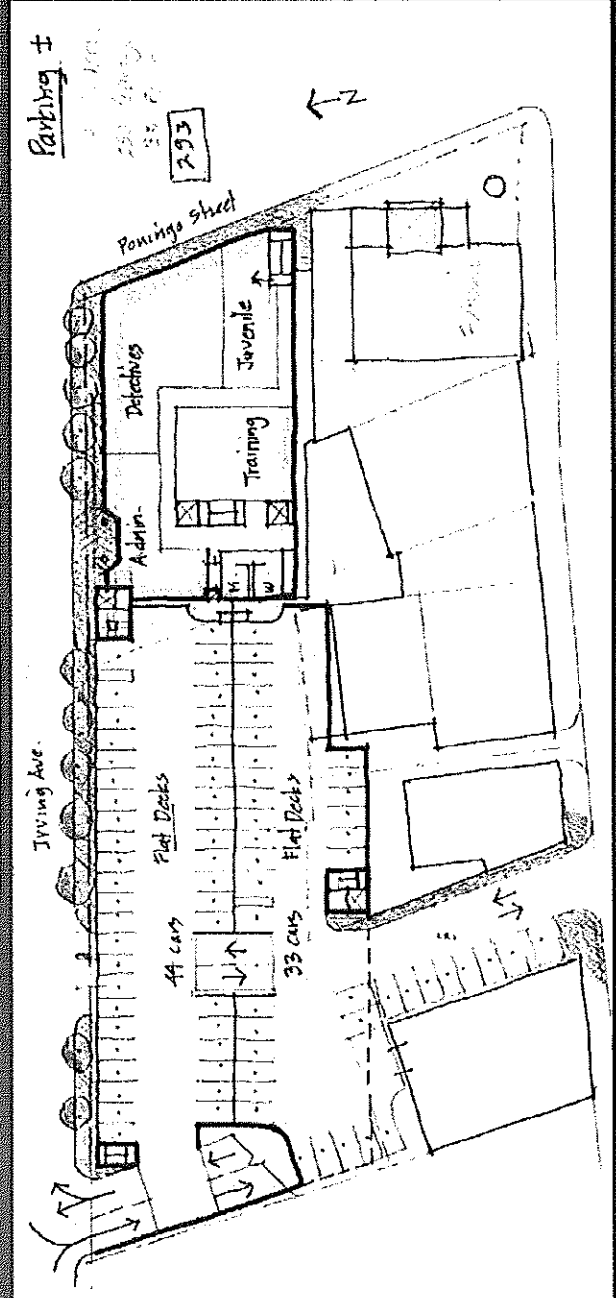 Parking ±
293
N
Poningo Street
Irving Ave.
Detectives
Juvenile
Admin.
Training
M
W
Flat Decks
Flat Decks
44 cars
33 cars